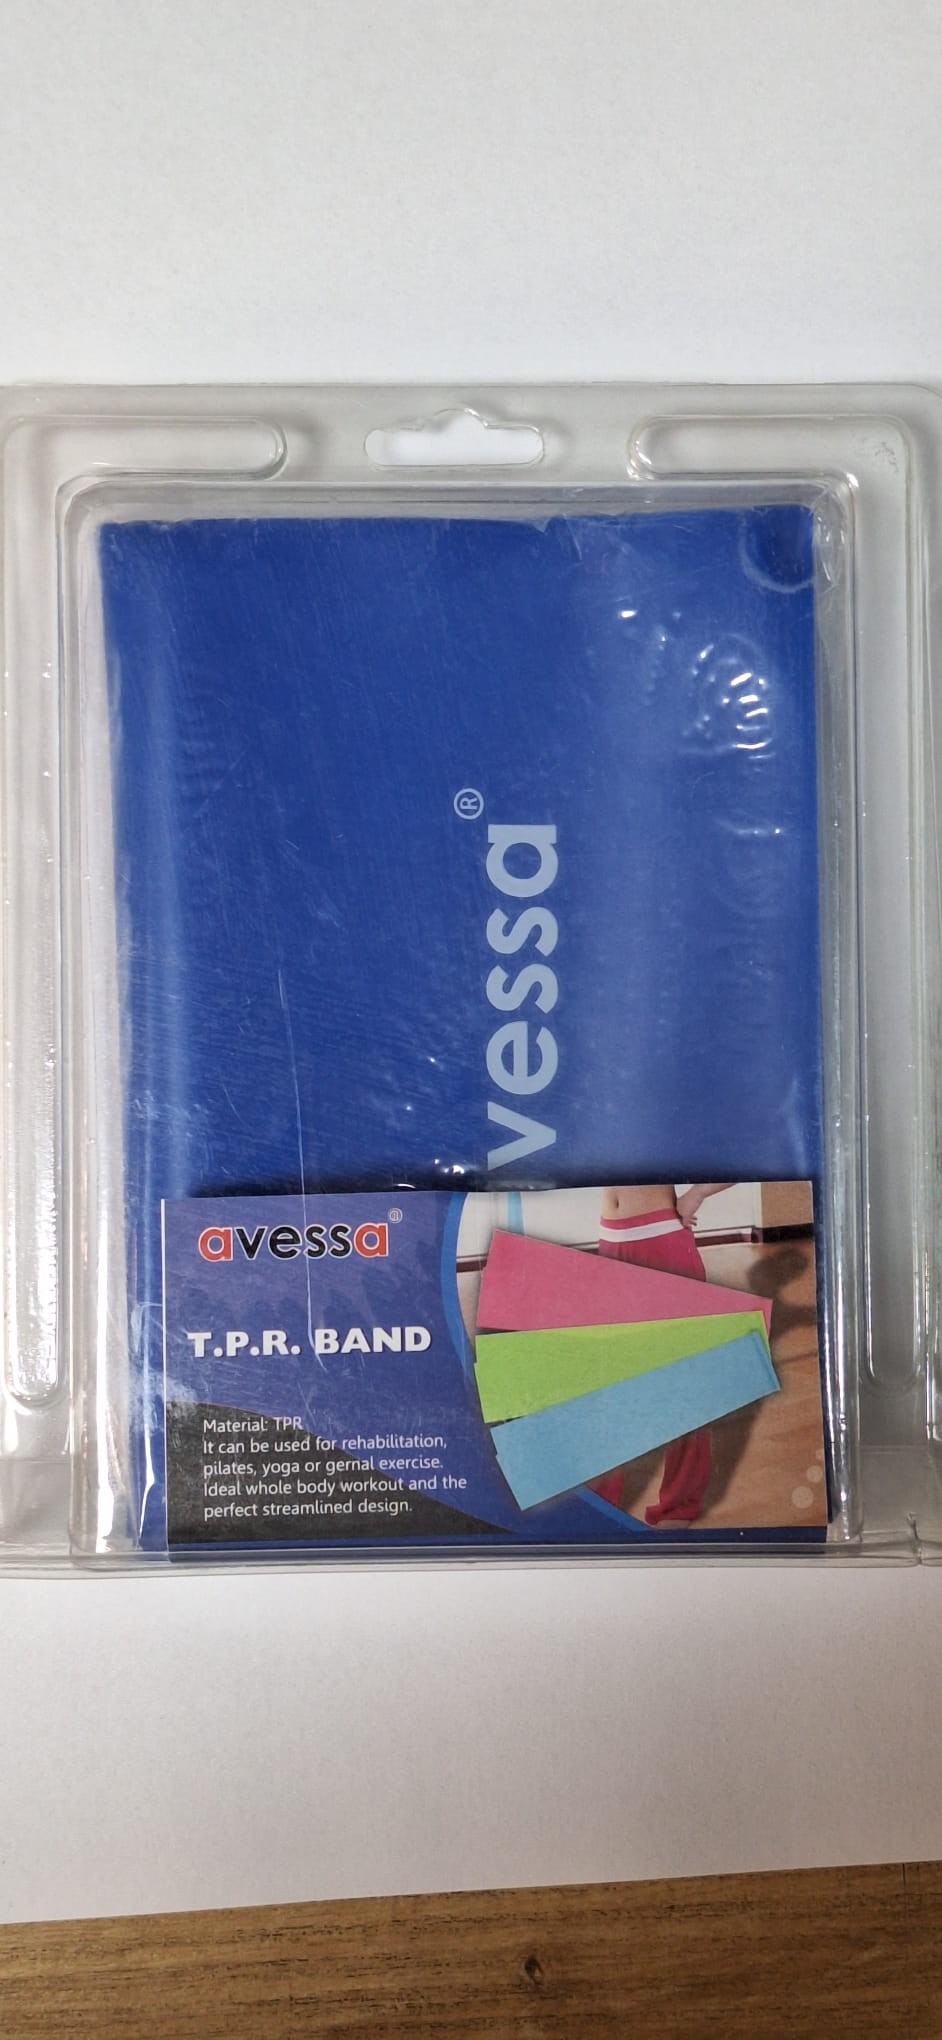 vessa®
avessa®
T.P.R. BAND
Material: TPR
It can be used for rehabilitation,
pilates, yoga or gernal exercise.
Ideal whole body workout and the
perfect streamlined design.